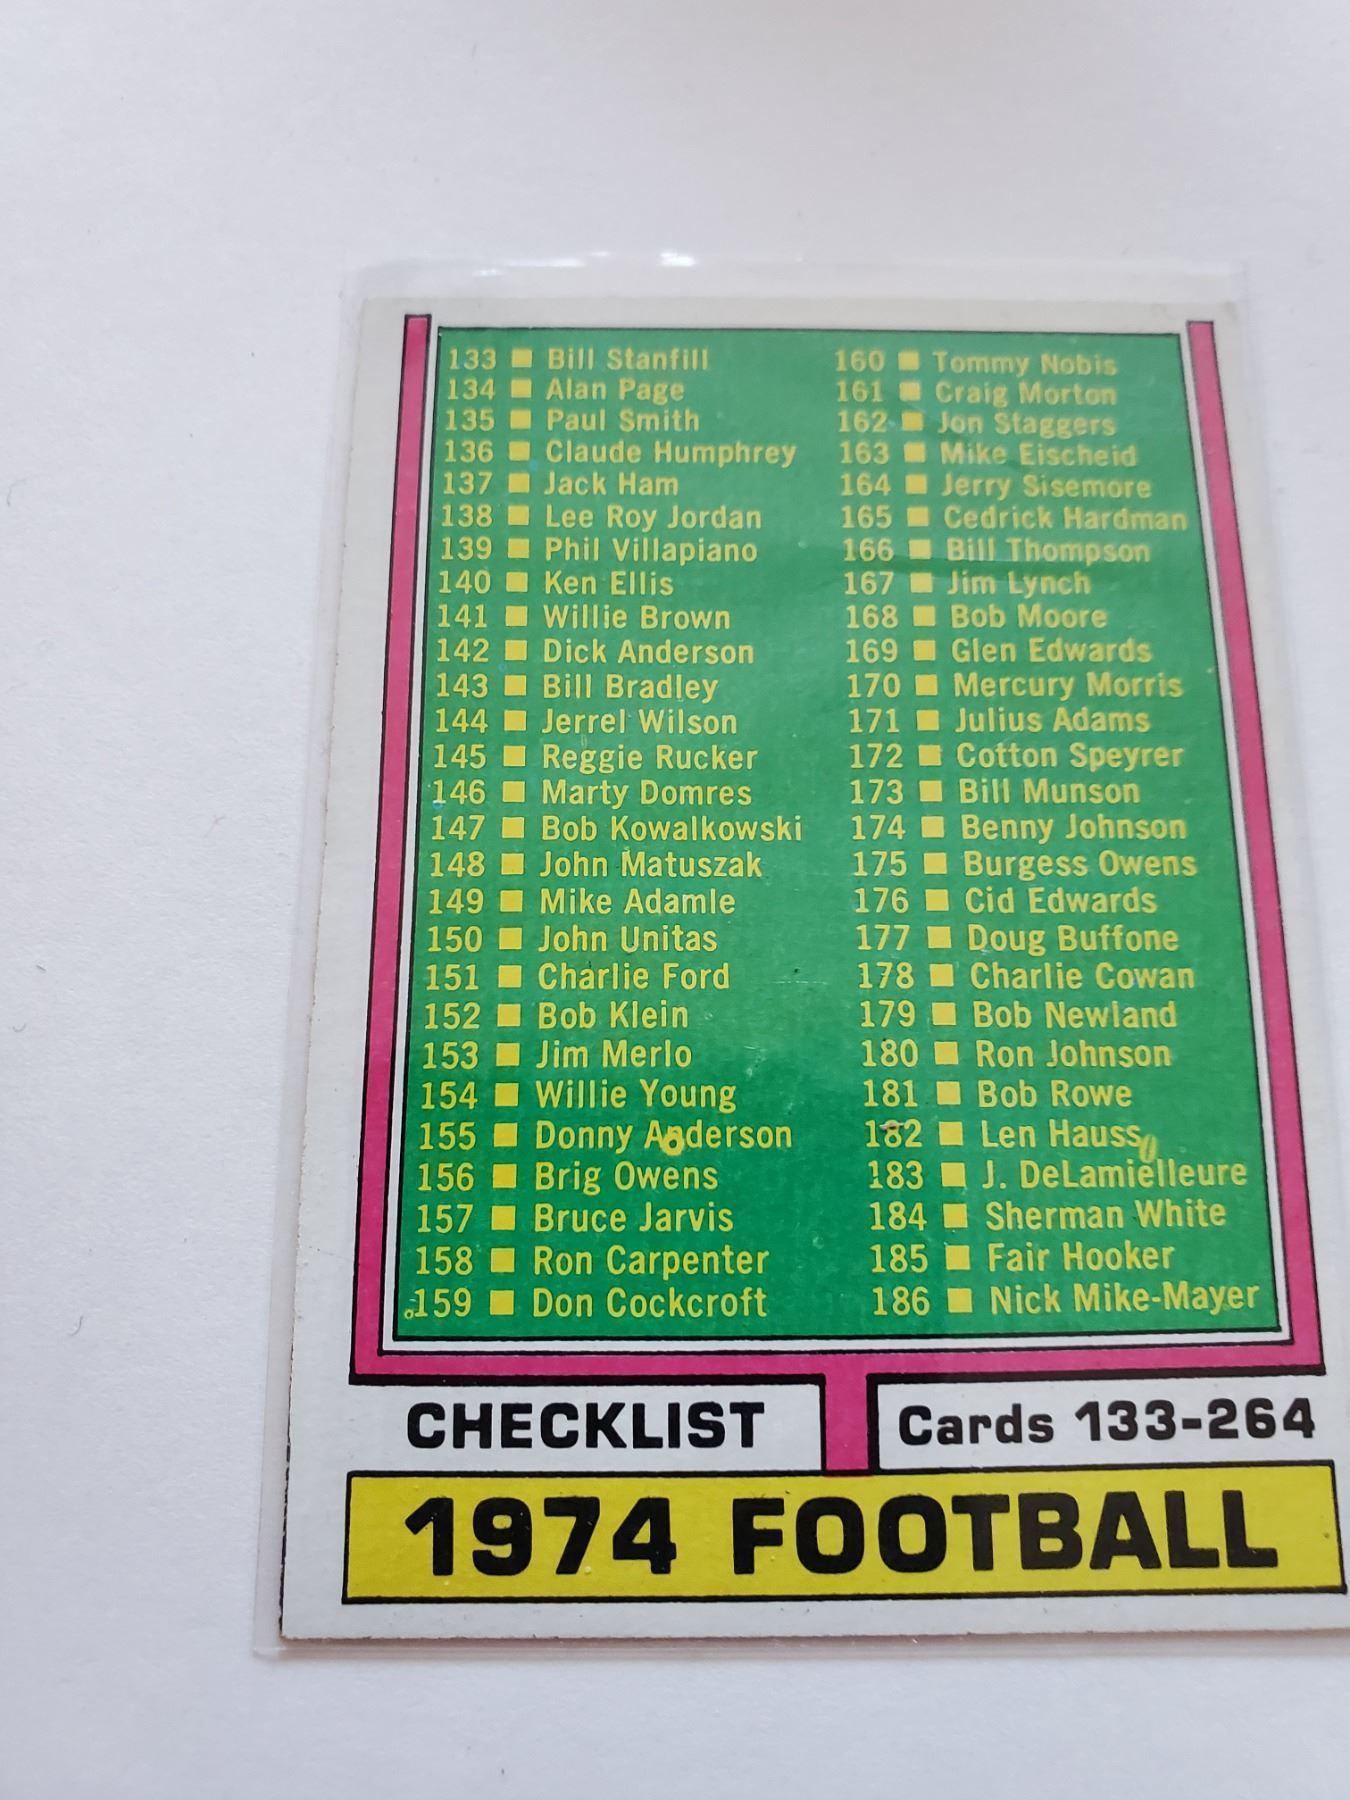 133 Bill Stanfill
134 Alan Page
135 Paul Smith
136 Claude Humphrey
137 Jack Ham
138 Lee Roy Jordan
139 Phil Villapiano
140 Ken Ellis
141 Willie Brown
142 Dick Anderson
143 Bill Bradley
144 Jerrel Wilson
145 Reggie Rucker
146 Marty Domres
147 Bob Kowalkowski
148 John Matuszak
149 Mike Adamle
150 John Unitas
151 Charlie Ford
152 Bob Klein
153 Jim Merlo
154 Willie Young
155 Donny Anderson
156 Brig Owens
157 Bruce Jarvis
158 Ron Carpenter
159 Don Cockcroft
160 Tommy Nobis
161 Craig Morton
162 Jon Staggers
163 Mike Eischeid
164 Jerry Sisemore
165 Cedrick Hardman
166 Bill Thompson
167 Jim Lynch
168 Bob Moore
169 Glen Edwards
170 Mercury Morris
171 Julius Adams
172 Cotton Speyrer
173 Bill Munson
174 Benny Johnson
175 Burgess Owens
176 Cid Edwards
177 Doug Buffone
178 Charlie Cowan
179 Bob Newland
180 Ron Johnson
181 Bob Rowe
182 Len Hauss
183 J. DeLamielleure
184 Sherman White
185 Fair Hooker
186 Nick Mike-Mayer
CHECKLIST
Cards 133-264
1974 FOOTBALL